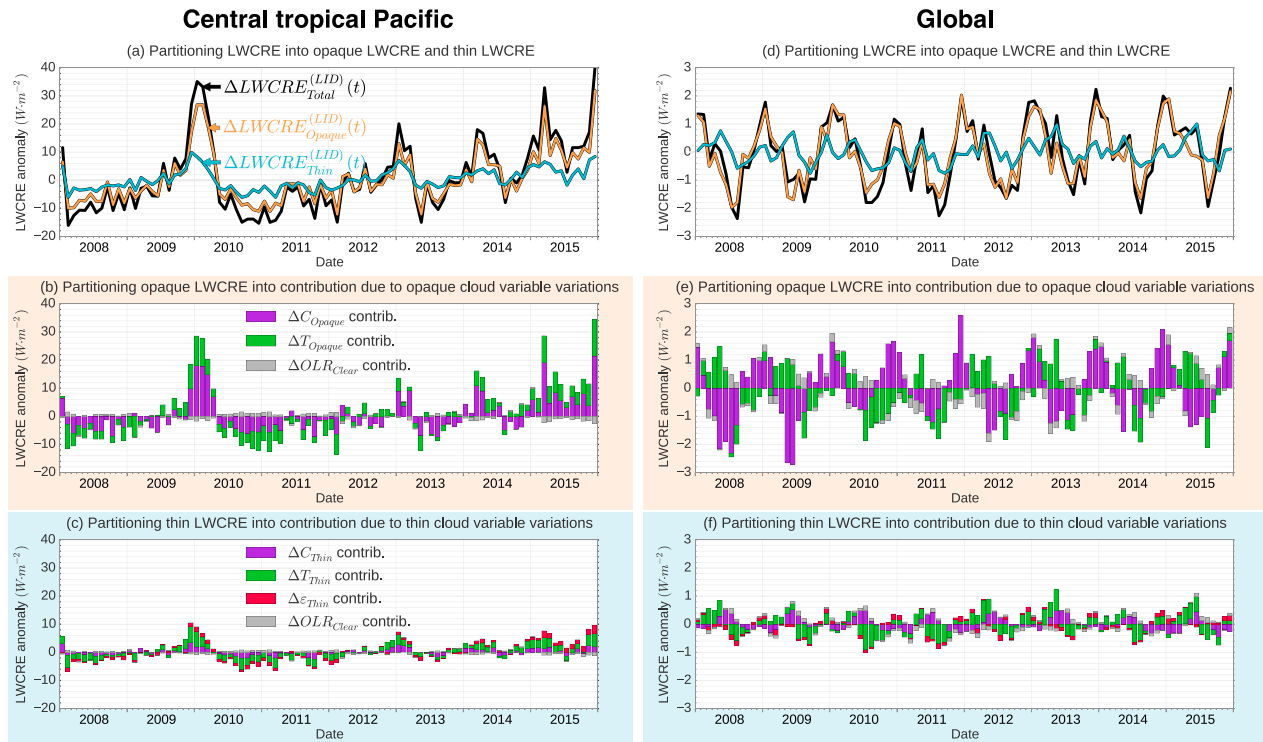 Central tropical Pacific
Global
(a) Partitioning LWCRE into opaque LWCRE and thin LWCRE
LWCRE anomaly (W·m⁻²)
40
30
20
10
0
−10
−20
ΔLWCRE_Total^(LID)(t)
ΔLWCRE_Opaque^(LID)(t)
ΔLWCRE_Thin^(LID)(t)
2008 2009 2010 2011 2012 2013 2014 2015
Date
(d) Partitioning LWCRE into opaque LWCRE and thin LWCRE
LWCRE anomaly (W·m⁻²)
3
2
1
0
−1
−2
−3
2008 2009 2010 2011 2012 2013 2014 2015
Date
(b) Partitioning opaque LWCRE into contribution due to opaque cloud variable variations
LWCRE anomaly (W·m⁻²)
40
30
20
10
0
−10
−20
ΔC_Opaque contrib.
ΔT_Opaque contrib.
ΔOLR_Clear contrib.
2008 2009 2010 2011 2012 2013 2014 2015
Date
(e) Partitioning opaque LWCRE into contribution due to opaque cloud variable variations
LWCRE anomaly (W·m⁻²)
3
2
1
0
−1
−2
−3
2008 2009 2010 2011 2012 2013 2014 2015
Date
(c) Partitioning thin LWCRE into contribution due to thin cloud variable variations
LWCRE anomaly (W·m⁻²)
40
30
20
10
0
−10
−20
ΔC_Thin contrib.
ΔT_Thin contrib.
Δε_Thin contrib.
ΔOLR_Clear contrib.
2008 2009 2010 2011 2012 2013 2014 2015
Date
(f) Partitioning thin LWCRE into contribution due to thin cloud variable variations
LWCRE anomaly (W·m⁻²)
3
2
1
0
−1
−2
−3
2008 2009 2010 2011 2012 2013 2014 2015
Date